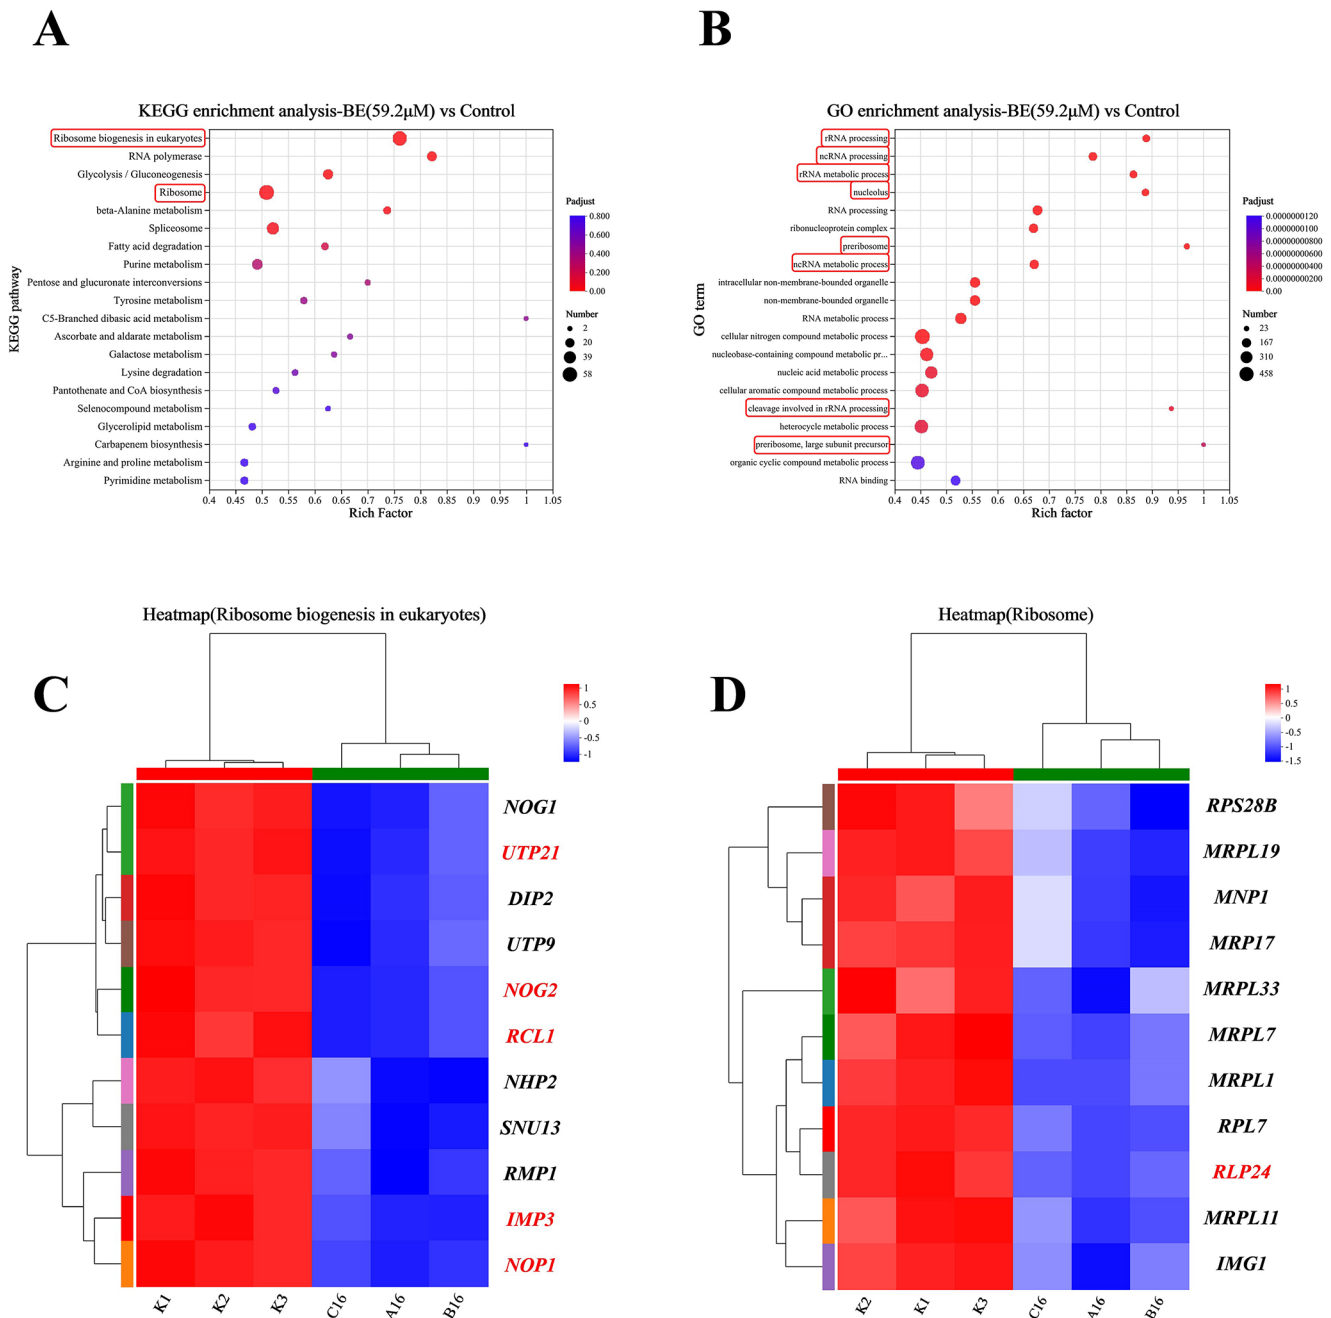 A
B
KEGG enrichment analysis-BE(59.2μM) vs Control
KEGG pathway
Ribosome biogenesis in eukaryotes
RNA polymerase
Glycolysis / Gluconeogenesis
Ribosome
beta-Alanine metabolism
Spliceosome
Fatty acid degradation
Purine metabolism
Pentose and glucuronate interconversions
Tyrosine metabolism
C5-Branched dibasic acid metabolism
Ascorbate and aldarate metabolism
Galactose metabolism
Lysine degradation
Pantothenate and CoA biosynthesis
Selenocompound metabolism
Glycerolipid metabolism
Carbapenem biosynthesis
Arginine and proline metabolism
Pyrimidine metabolism
0.4 0.45 0.5 0.55 0.6 0.65 0.7 0.75 0.8 0.85 0.9 0.95 1 1.05
Rich Factor
Padjust
0.800
0.600
0.400
0.200
0.00
Number
2
20
39
58
GO enrichment analysis-BE(59.2μM) vs Control
GO term
rRNA processing
ncRNA processing
rRNA metabolic process
nucleolus
RNA processing
ribonucleoprotein complex
preribosome
ncRNA metabolic process
intracellular non-membrane-bounded organelle
non-membrane-bounded organelle
RNA metabolic process
cellular nitrogen compound metabolic process
nucleobase-containing compound metabolic pr...
nucleic acid metabolic process
cellular aromatic compound metabolic process
cleavage involved in rRNA processing
heterocycle metabolic process
preribosome, large subunit precursor
organic cyclic compound metabolic process
RNA binding
0.4 0.45 0.5 0.55 0.6 0.65 0.7 0.75 0.8 0.85 0.9 0.95 1 1.05
Rich factor
Padjust
0.0000000120
0.0000000100
0.00000000800
0.00000000600
0.00000000400
0.00000000200
0.00
Number
23
167
310
458
Heatmap(Ribosome biogenesis in eukaryotes)
C
1
0.5
0
-0.5
-1
NOG1
UTP21
DIP2
UTP9
NOG2
RCL1
NHP2
SNU13
RMP1
IMP3
NOP1
K1 K2 K3 C16 A16 B16
Heatmap(Ribosome)
D
1
0.5
0
-0.5
-1
-1.5
RPS28B
MRPL19
MNP1
MRP17
MRPL33
MRPL7
MRPL1
RPL7
RLP24
MRPL11
IMG1
K2 K1 K3 C16 A16 B16